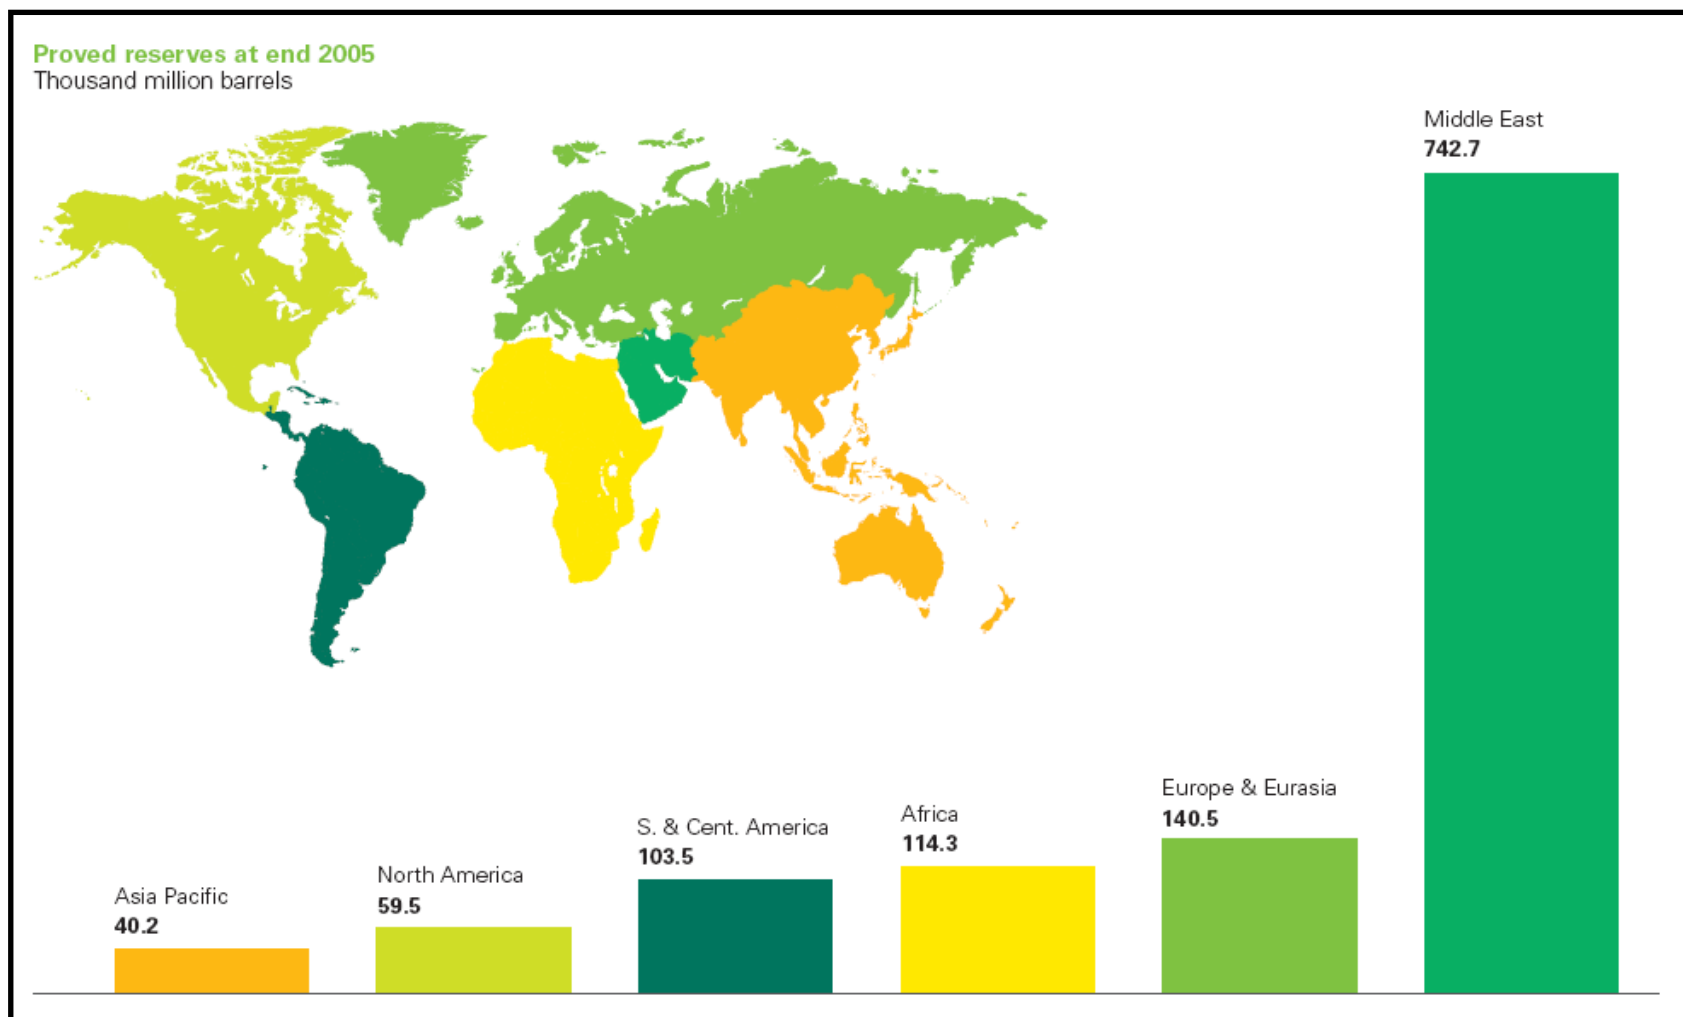 Proved reserves at end 2005
Thousand million barrels
Middle East
742.7
Europe & Eurasia
140.5
Africa
114.3
S. & Cent. America
103.5
North America
59.5
Asia Pacific
40.2